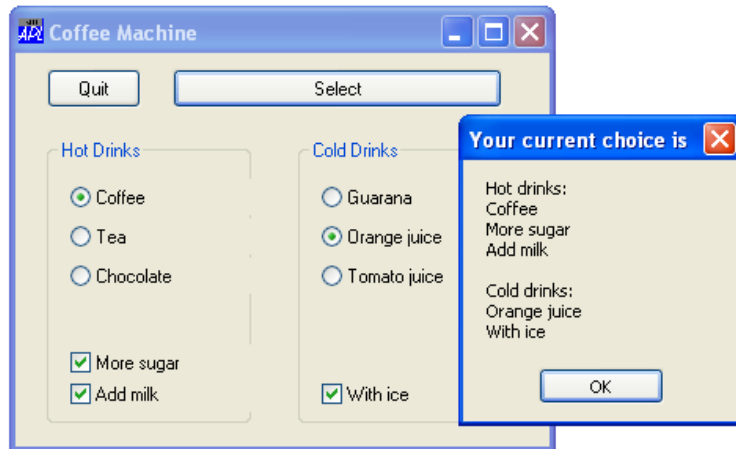 Coffee Machine
Quit
Select
Hot Drinks
Coffee
Tea
Chocolate
More sugar
Add milk
Cold Drinks
Guarana
Orange juice
Tomato juice
With ice
Your current choice is
Hot drinks:
Coffee
More sugar
Add milk
Cold drinks:
Orange juice
With ice
OK